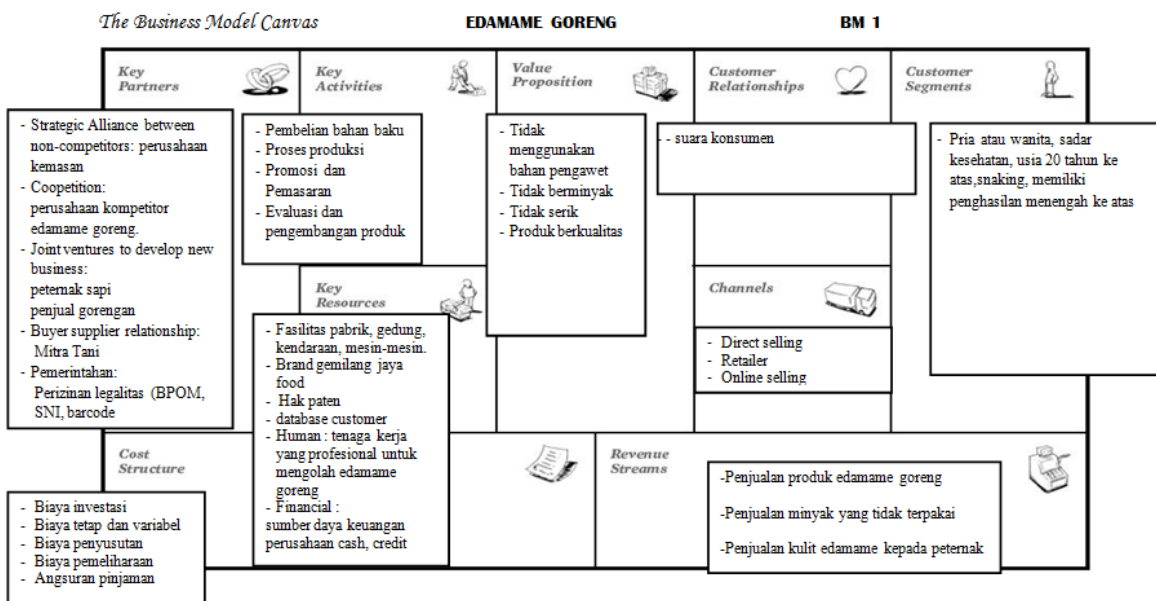 The Business Model Canvas
EDAMAME GORENG
BM 1
Key
Partners
- Strategic Alliance between
non-competitors: perusahaan
kemasan
- Coopetition:
perusahaan kompetitor
edamame goreng.
- Joint ventures to develop new
business:
peternak sapi
penjual gorengan
- Buyer supplier relationship:
Mitra Tani
- Pemerintahan:
Perizinan legalitas (BPOM,
SNI, barcode
Key
Activities
- Pembelian bahan baku
- Proses produksi
- Promosi dan
Pemasaran
- Evaluasi dan
pengembangan produk
Key
Resources
- Fasilitas pabrik, gedung,
kendaraan, mesin-mesin.
- Brand gemilang jaya
food
- Hak paten
- database customer
- Human : tenaga kerja
yang profesional untuk
mengolah edamame
goreng
- Financial :
sumber daya keuangan
perusahaan cash, credit
Value
Proposition
- Tidak
menggunakan
bahan pengawet
- Tidak berminyak
- Tidak serik
- Produk berkualitas
Customer
Relationships
- - suara konsumen
Channels
- Direct selling
- Retailer
- Online selling
Customer
Segments
- Pria atau wanita, sadar
kesehatan, usia 20 tahun ke
atas,snaking, memiliki
penghasilan menengah ke atas
Cost
Structure
- Biaya investasi
- Biaya tetap dan variabel
- Biaya penyusutan
- Biaya pemeliharaan
- Angsuran pinjaman
Revenue
Streams
-Penjualan produk edamame goreng
-Penjualan minyak yang tidak terpakai
-Penjualan kulit edamame kepada peternak